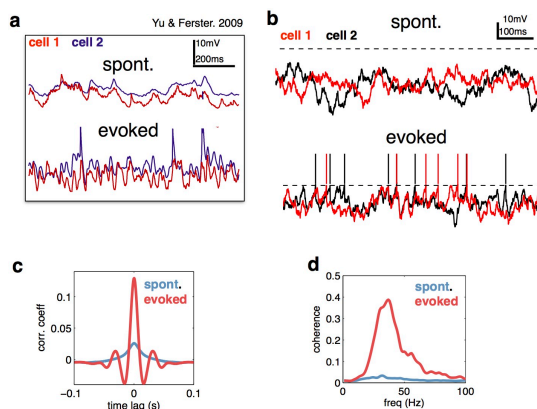 a
Yu & Ferster. 2009
cell 1 cell 2
10mV
200ms
spont.
evoked
b
cell 1 cell 2
10mV
100ms
spont.
evoked
c
spont.
evoked
corr. coeff
0.1
0.05
0
−0.1 0 0.1
time lag (s)
d
spont.
evoked
coherence
0.5
0.4
0.3
0.2
0.1
0
0 50 100
freq (Hz)